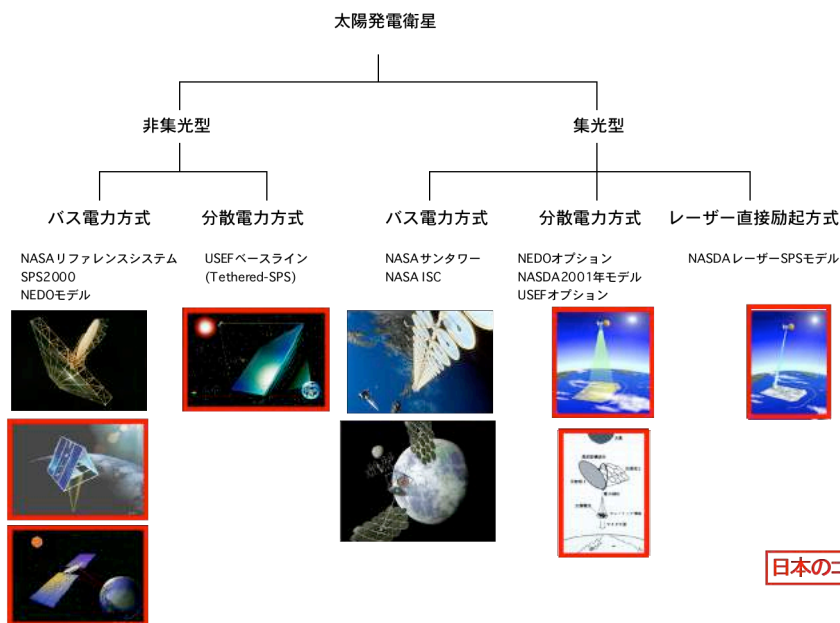 太陽発電衛星
非集光型
集光型
バス電力方式
分散電力方式
バス電力方式
分散電力方式
レーザー直接励起方式
NASAリファレンスシステム
SPS2000
NEDOモデル
USEFベースライン
(Tethered-SPS)
NASAサンタワー
NASA ISC
NEDOオプション
NASDA2001年モデル
USEFオプション
NASDAレーザーSPSモデル
日本の